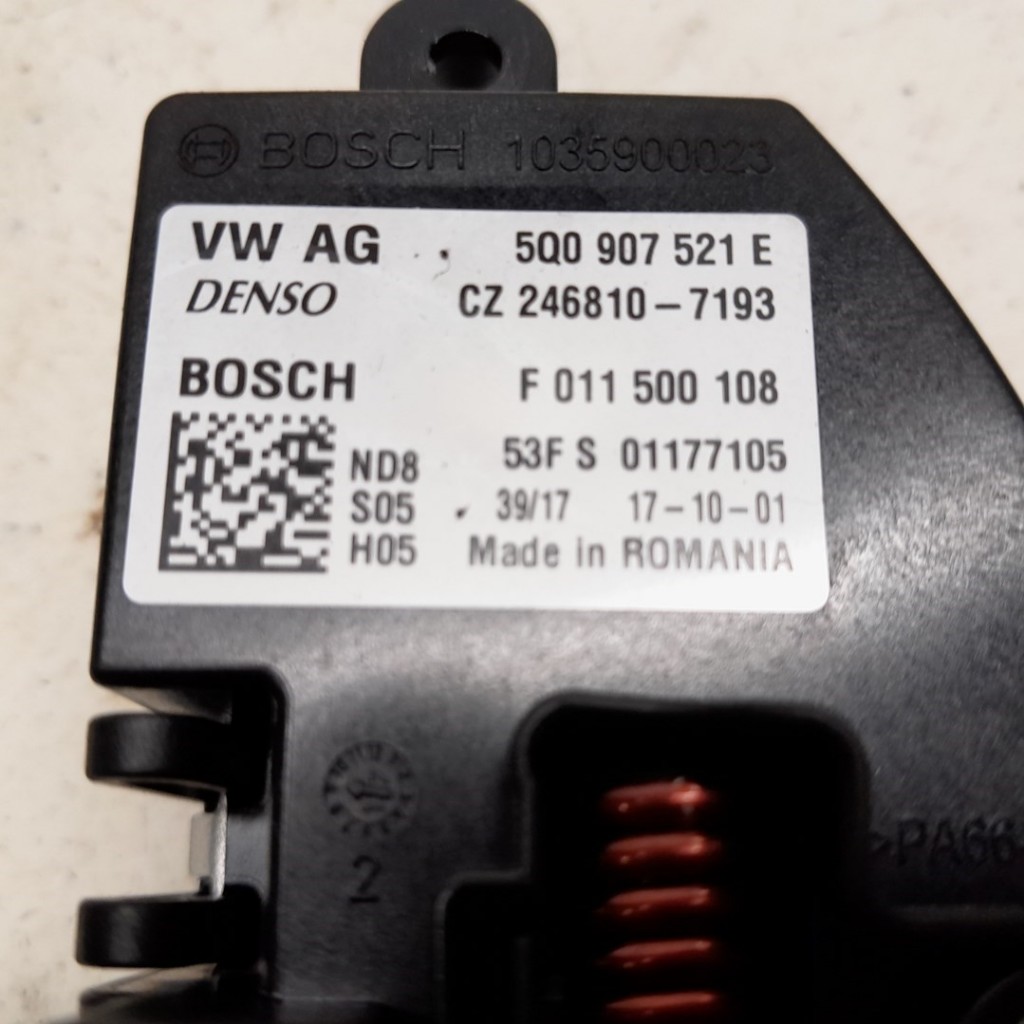 BOSCH 1035900023
VW AG 5Q0 907 521 E
DENSO CZ 246810-7193
BOSCH F 011 500 108
ND8 53F S 01177105
S05 39/17 17-10-01
H05 Made in ROMANIA
2
>PA66